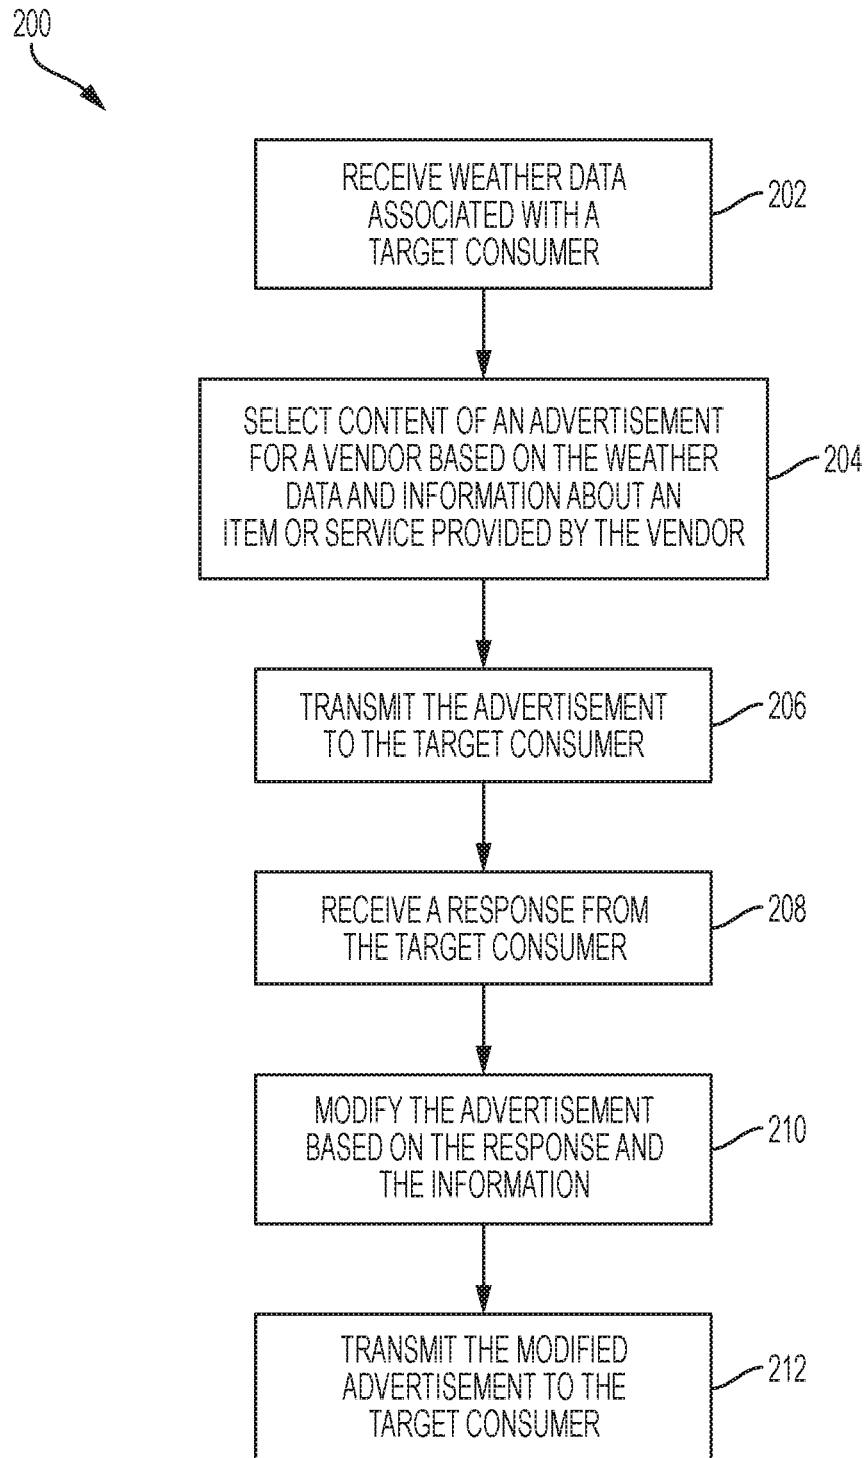 200
RECEIVE WEATHER DATA
ASSOCIATED WITH A
TARGET CONSUMER
202
SELECT CONTENT OF AN ADVERTISEMENT
FOR A VENDOR BASED ON THE WEATHER
DATA AND INFORMATION ABOUT AN
ITEM OR SERVICE PROVIDED BY THE VENDOR
204
TRANSMIT THE ADVERTISEMENT
TO THE TARGET CONSUMER
206
RECEIVE A RESPONSE FROM
THE TARGET CONSUMER
208
MODIFY THE ADVERTISEMENT
BASED ON THE RESPONSE AND
THE INFORMATION
210
TRANSMIT THE MODIFIED
ADVERTISEMENT TO THE
TARGET CONSUMER
212